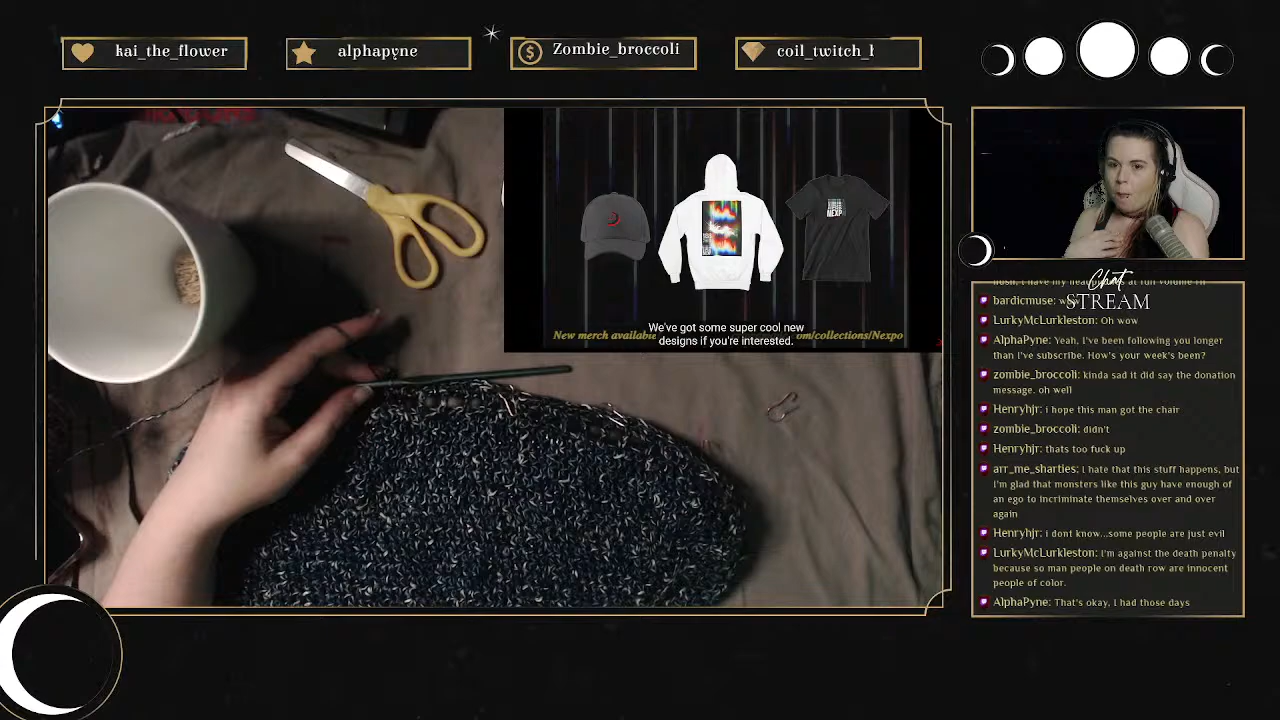 kai_the_flower
alphapyne
Zombie_broccoli
coil_twitch_h
NEXP
New merch available
om/collections/Nexpo
We've got some super cool new
designs if you're interested.
Chat
STREAM
bardicmuse:
LurkyMcLurkleston: Oh wow
AlphaPyne: Yeah, I've been following you longer
than I've subscribe. How's your week's been?
zombie_broccoli: kinda sad it did say the donation
message. oh well
Henryhjr: i hope this man got the chair
zombie_broccoli: didn't
Henryhjr: thats too fuck up
arr_me_sharties: I hate that this stuff happens, but
I'm glad that monsters like this guy have enough of
an ego to incriminate themselves over and over
again
Henryhjr: i dont know...some people are just evil
LurkyMcLurkleston: I'm against the death penalty
because so man people on death row are innocent
people of color.
AlphaPyne: That's okay, I had those days